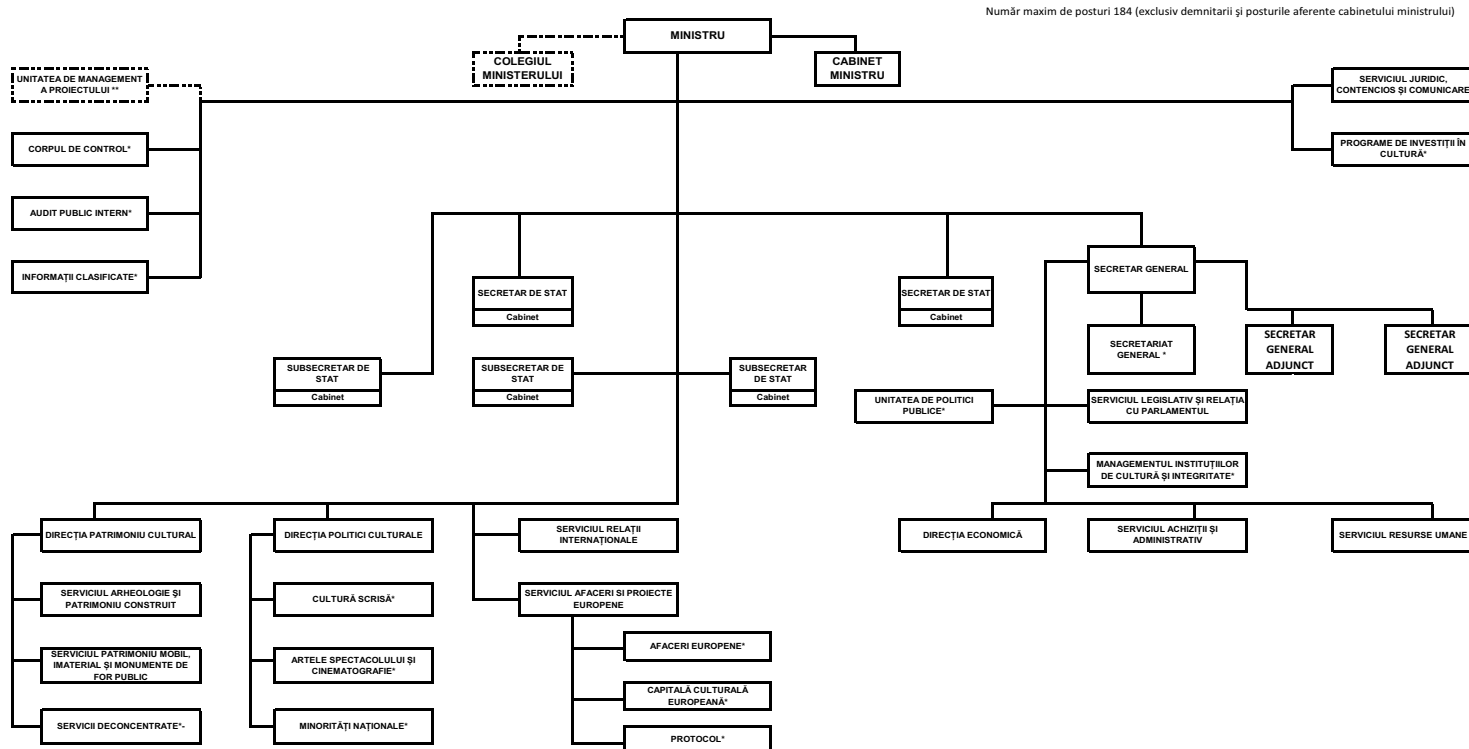 Număr maxim de posturi 184 (exclusiv demnitarii și posturile aferente cabinetului ministrului)
MINISTRU
COLEGIUL
MINISTERULUI
CABINET
MINISTRU
UNITATEA DE MANAGEMENT
A PROIECTULUI **
SERVICIUL JURIDIC,
CONTENCIOS ȘI COMUNICARE
CORPUL DE CONTROL*
PROGRAME DE INVESTIȚII ÎN
CULTURĂ*
AUDIT PUBLIC INTERN*
INFORMAȚII CLASIFICATE*
SECRETAR GENERAL
SECRETAR DE STAT
Cabinet
SECRETAR DE STAT
Cabinet
SECRETARIAT
GENERAL *
SECRETAR
GENERAL
ADJUNCT
SECRETAR
GENERAL
ADJUNCT
SUBSECRETAR DE
STAT
Cabinet
SUBSECRETAR DE
STAT
Cabinet
SUBSECRETAR
DE STAT
Cabinet
UNITATEA DE POLITICI
PUBLICE*
SERVICIUL LEGISLATIV ȘI RELAȚIA
CU PARLAMENTUL
MANAGEMENTUL INSTITUȚIILOR
DE CULTURĂ ȘI INTEGRITATE*
DIRECȚIA PATRIMONIU CULTURAL
DIRECȚIA POLITICI CULTURALE
SERVICIUL RELAȚII
INTERNAȚIONALE
DIRECȚIA ECONOMICĂ
SERVICIUL ACHIZIȚII ȘI
ADMINISTRATIV
SERVICIUL RESURSE UMANE
SERVICIUL ARHEOLOGIE ȘI
PATRIMONIU CONSTRUIT
CULTURĂ SCRISĂ*
SERVICIUL AFACERI SI PROIECTE
EUROPENE
SERVICIUL PATRIMONIU MOBIL,
IMATERIAL ȘI MONUMENTE DE
FOR PUBLIC
ARTELE SPECTACOLULUI ȘI
CINEMATOGRAFIE*
AFACERI EUROPENE*
CAPITALĂ CULTURALĂ
EUROPEANĂ*
SERVICII DECONCENTRATE*-
MINORITĂȚI NAȚIONALE*
PROTOCOL*